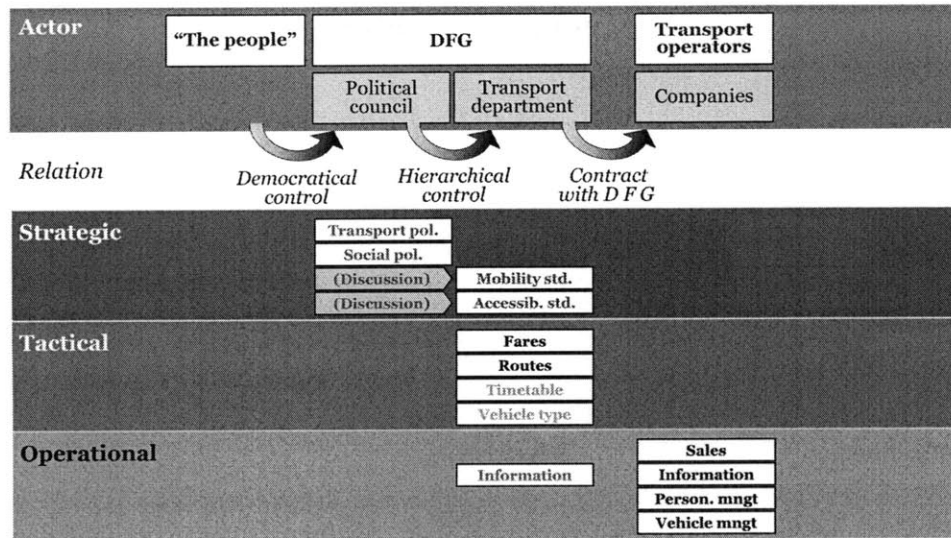 Actor
"The people"
DFG
Transport
operators
Political
council
Transport
department
Companies
Relation
Democratical
control
Hierarchical
control
Contract
with D F G
Strategic
Transport pol.
Social pol.
(Discussion)
Mobility std.
(Discussion)
Accessib. std.
Tactical
Fares
Routes
Timetable
Vehicle type
Operational
Sales
Information
Information
Person. mngt
Vehicle mngt